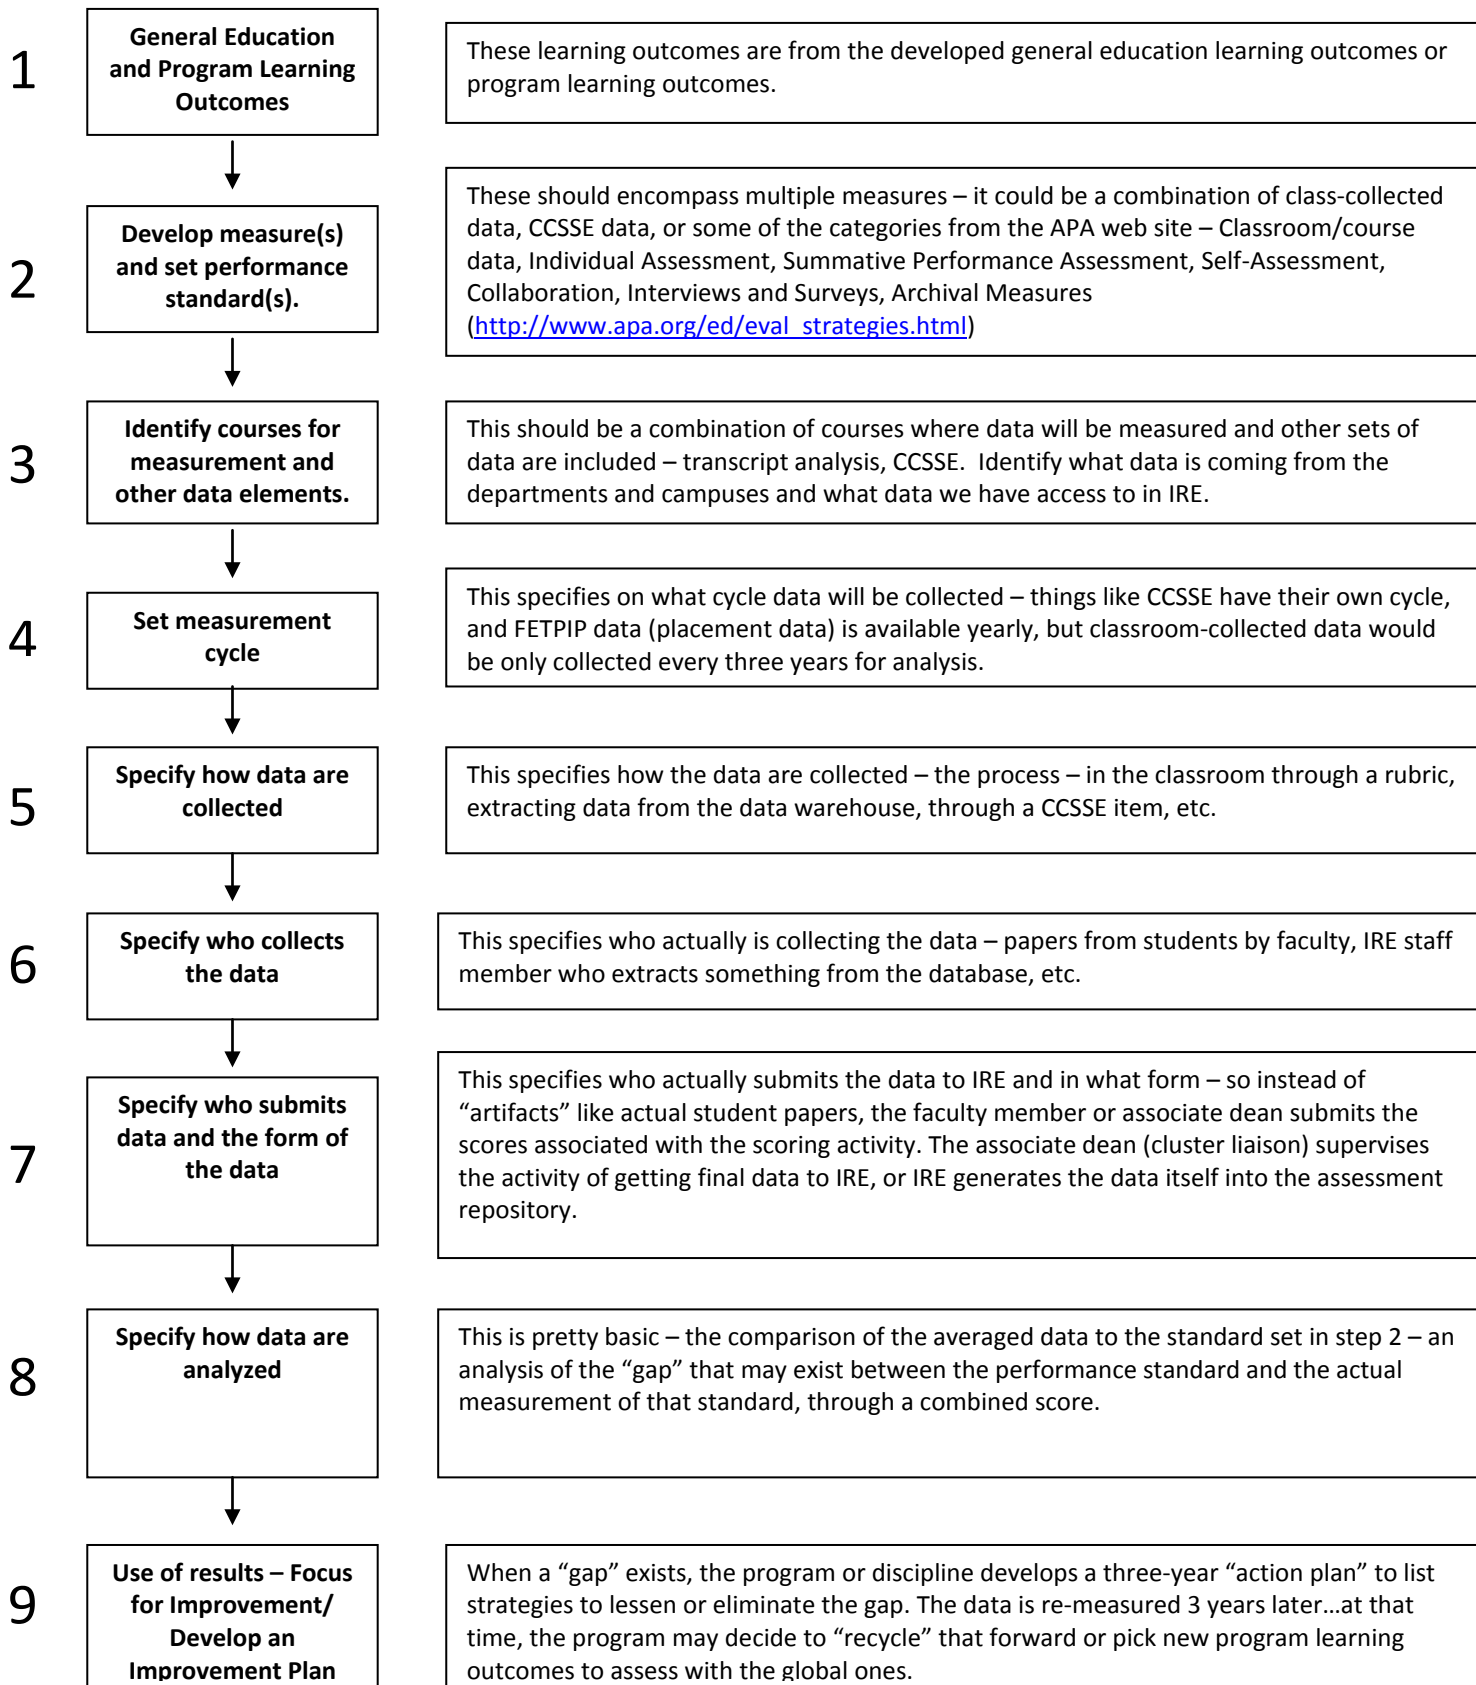 1
General Education
and Program Learning
Outcomes
These learning outcomes are from the developed general education learning outcomes or
program learning outcomes.
2
Develop measure(s)
and set performance
standard(s).
These should encompass multiple measures – it could be a combination of class-collected
data, CCSSE data, or some of the categories from the APA web site – Classroom/course
data, Individual Assessment, Summative Performance Assessment, Self-Assessment,
Collaboration, Interviews and Surveys, Archival Measures
(http://www.apa.org/ed/eval_strategies.html)
3
Identify courses for
measurement and
other data elements.
This should be a combination of courses where data will be measured and other sets of
data are included – transcript analysis, CCSSE.  Identify what data is coming from the
departments and campuses and what data we have access to in IRE.
4
Set measurement
cycle
This specifies on what cycle data will be collected – things like CCSSE have their own cycle,
and FETPIP data (placement data) is available yearly, but classroom-collected data would
be only collected every three years for analysis.
5
Specify how data are
collected
This specifies how the data are collected – the process – in the classroom through a rubric,
extracting data from the data warehouse, through a CCSSE item, etc.
6
Specify who collects
the data
This specifies who actually is collecting the data – papers from students by faculty, IRE staff
member who extracts something from the database, etc.
7
Specify who submits
data and the form of
the data
This specifies who actually submits the data to IRE and in what form – so instead of
“artifacts” like actual student papers, the faculty member or associate dean submits the
scores associated with the scoring activity. The associate dean (cluster liaison) supervises
the activity of getting final data to IRE, or IRE generates the data itself into the assessment
repository.
8
Specify how data are
analyzed
This is pretty basic – the comparison of the averaged data to the standard set in step 2 – an
analysis of the “gap” that may exist between the performance standard and the actual
measurement of that standard, through a combined score.
9
Use of results – Focus
for Improvement/
Develop an
Improvement Plan
When a “gap” exists, the program or discipline develops a three-year “action plan” to list
strategies to lessen or eliminate the gap. The data is re-measured 3 years later…at that
time, the program may decide to “recycle” that forward or pick new program learning
outcomes to assess with the global ones.